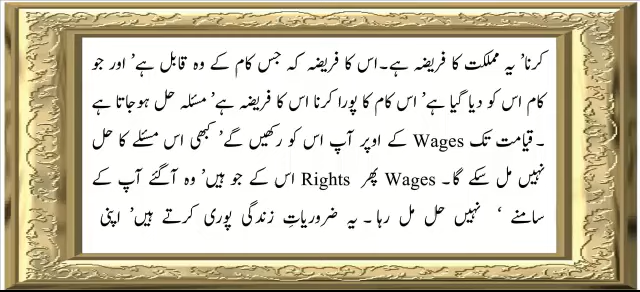 کرنا’ یہ مملکت کا فریضہ ہے۔اس کا فریضہ کہ جس کام کے وہ قابل ہے’ اور جو
کام اس کو دیا گیا ہے’ اس کام کا پورا کرنا اس کا فریضہ ہے’ مسئلہ حل ہوجاتا ہے
۔قیامت تک Wages کے اوپر آپ اس کو رکھیں گے’ کبھی اس مسئلے کا حل
نہیں مل سکے گا۔ Wages پھر Rights اس کے جو ہیں’ وہ آگئے آپ کے
سامنے ‘ نہیں حل مل رہا۔ یہ ضروریاتِ زندگی پوری کرتے ہیں’ اپنی